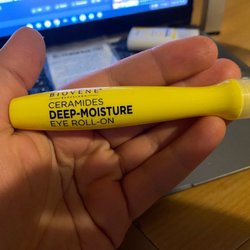 BIOVENE
CERAMIDES
DEEP-MOISTURE
EYE ROLL-ON